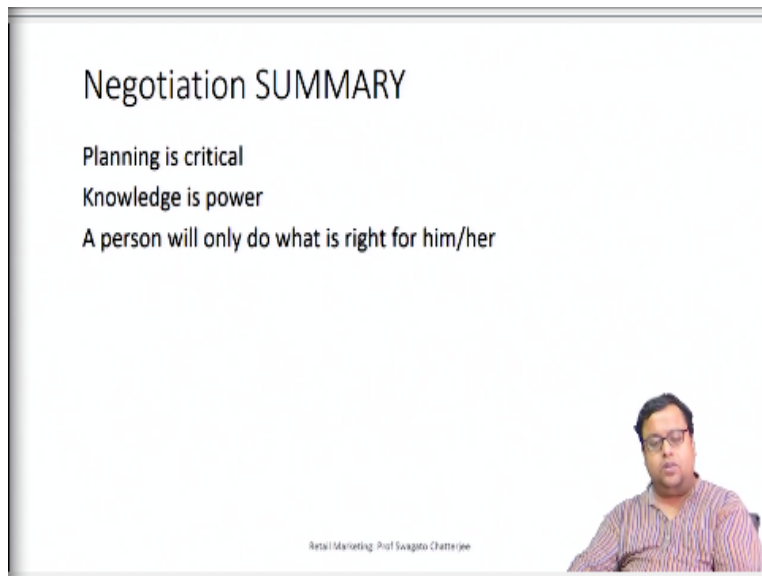 Negotiation SUMMARY
Planning is critical
Knowledge is power
A person will only do what is right for him/her
Retail Marketing: Prof Swagato Chatterjee